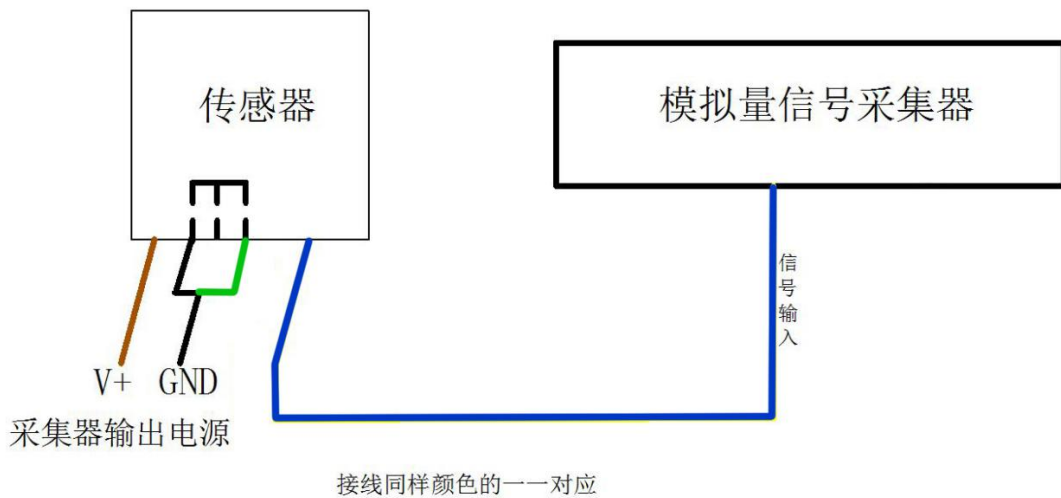 传感器
模拟量信号采集器
信号输入
V+ GND
采集器输出电源
接线同样颜色的一一对应